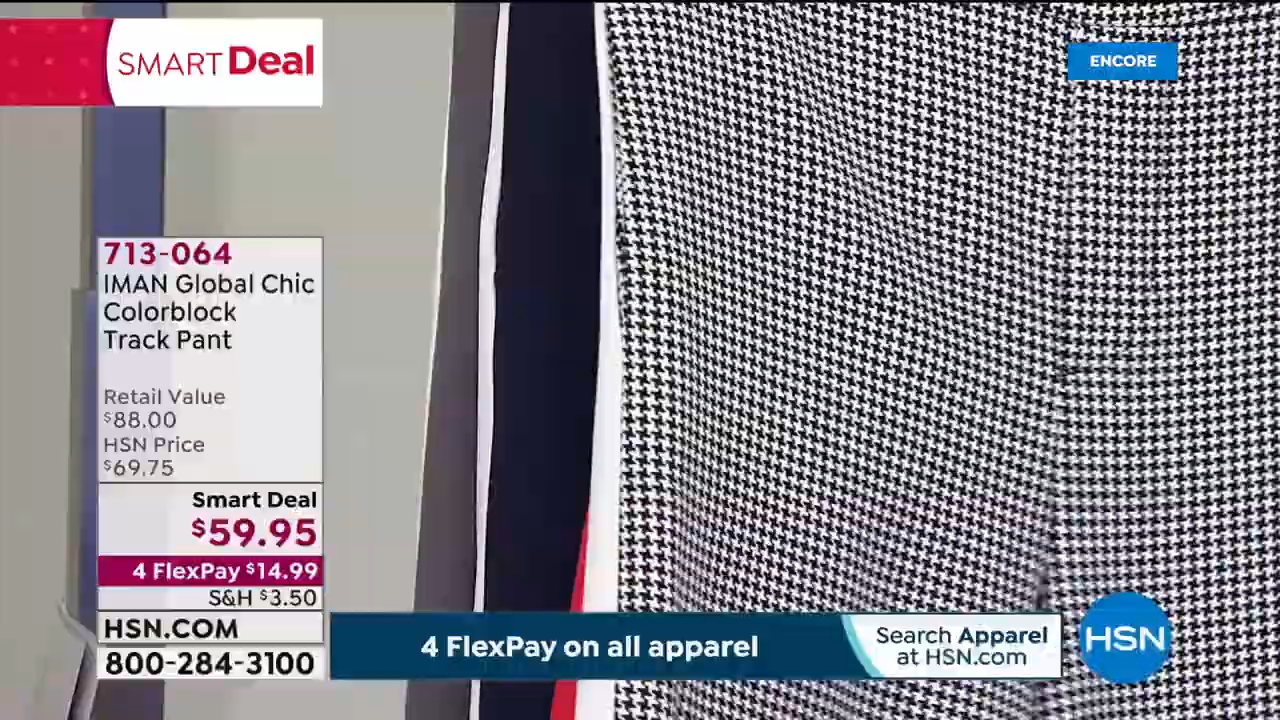 SMART Deal
ENCORE
713-064
IMAN Global Chic
Colorblock
Track Pant
Retail Value
$88.00
HSN Price
$69.75
Smart Deal
$59.95
4 FlexPay $14.99
S&H $3.50
HSN.COM
800-284-3100
4 FlexPay on all apparel
Search Apparel
at HSN.com
HSN